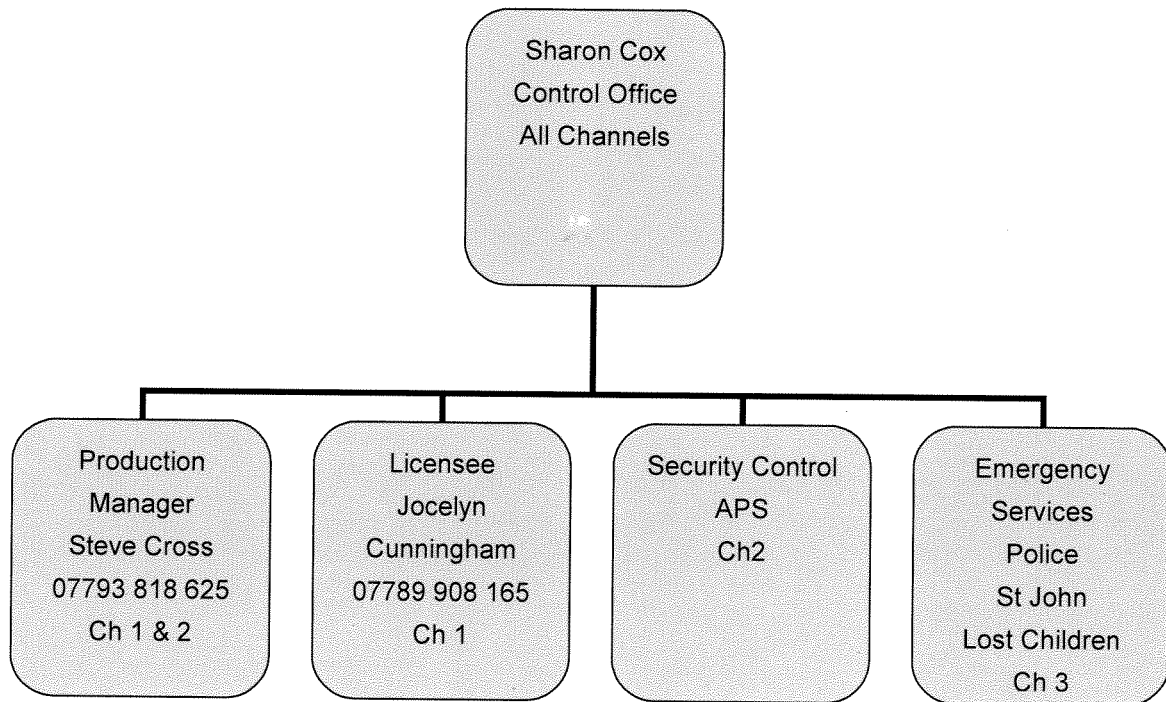 Sharon Cox
Control Office
All Channels
Production
Manager
Steve Cross
07793 818 625
Ch 1 & 2
Licensee
Jocelyn
Cunningham
07789 908 165
Ch 1
Security Control
APS
Ch2
Emergency
Services
Police
St John
Lost Children
Ch 3